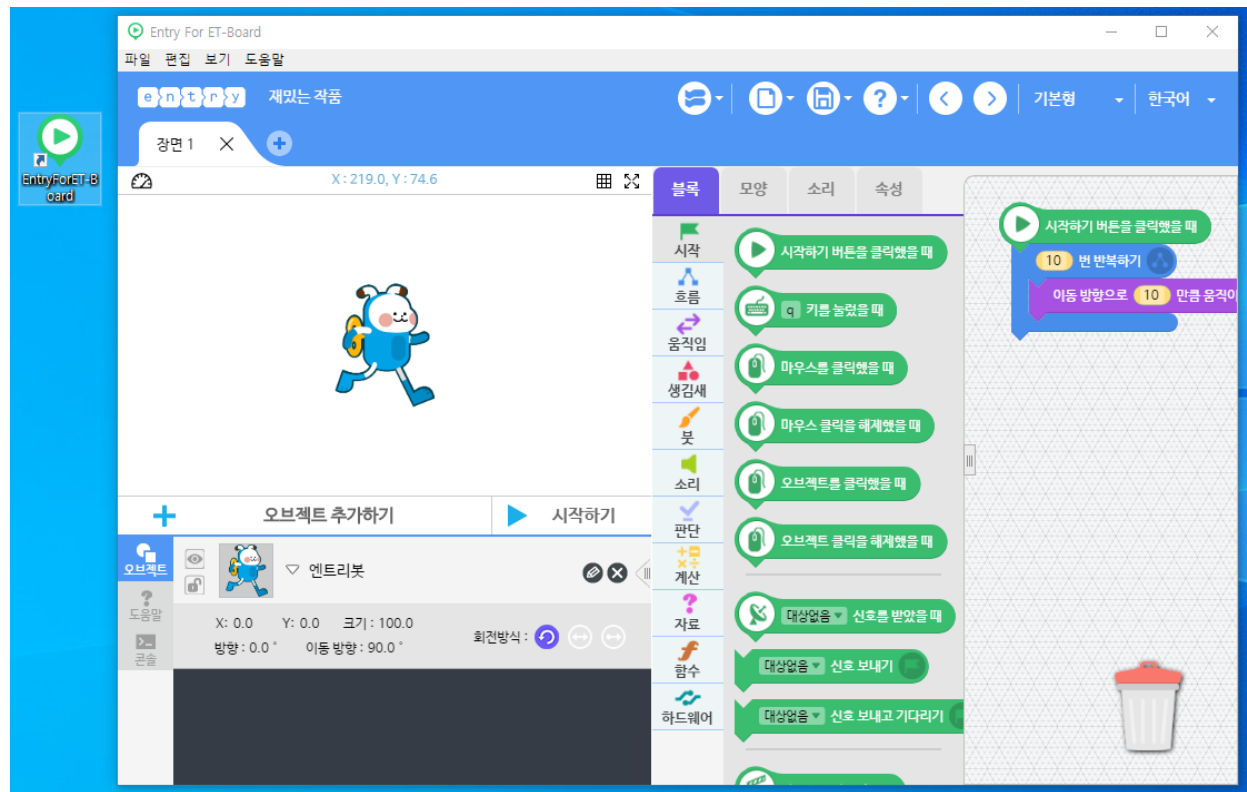 Entry For ET-Board
파일 편집 보기 도움말
entry 재밌는 작품 기본형 한국어
장면 1
EntryForET-B
oard
X : 219.0, Y : 74.6
블록 모양 소리 속성
시작
흐름
움직임
생김새
붓
소리
판단
계산
자료
함수
하드웨어
시작하기 버튼을 클릭했을 때
q 키를 눌렀을 때
마우스를 클릭했을 때
마우스 클릭을 해제했을 때
오브젝트를 클릭했을 때
오브젝트 클릭을 해제했을 때
대상없음 신호를 받았을 때
대상없음 신호 보내기
대상없음 신호 보내고 기다리기
시작하기 버튼을 클릭했을 때
10 번 반복하기
이동 방향으로 10 만큼 움직이
오브젝트 추가하기 시작하기
오브젝트
도움말
콘솔
엔트리봇
X: 0.0 Y: 0.0 크기 : 100.0
방향 : 0.0 ˚ 이동 방향 : 90.0 ˚
회전방식 :